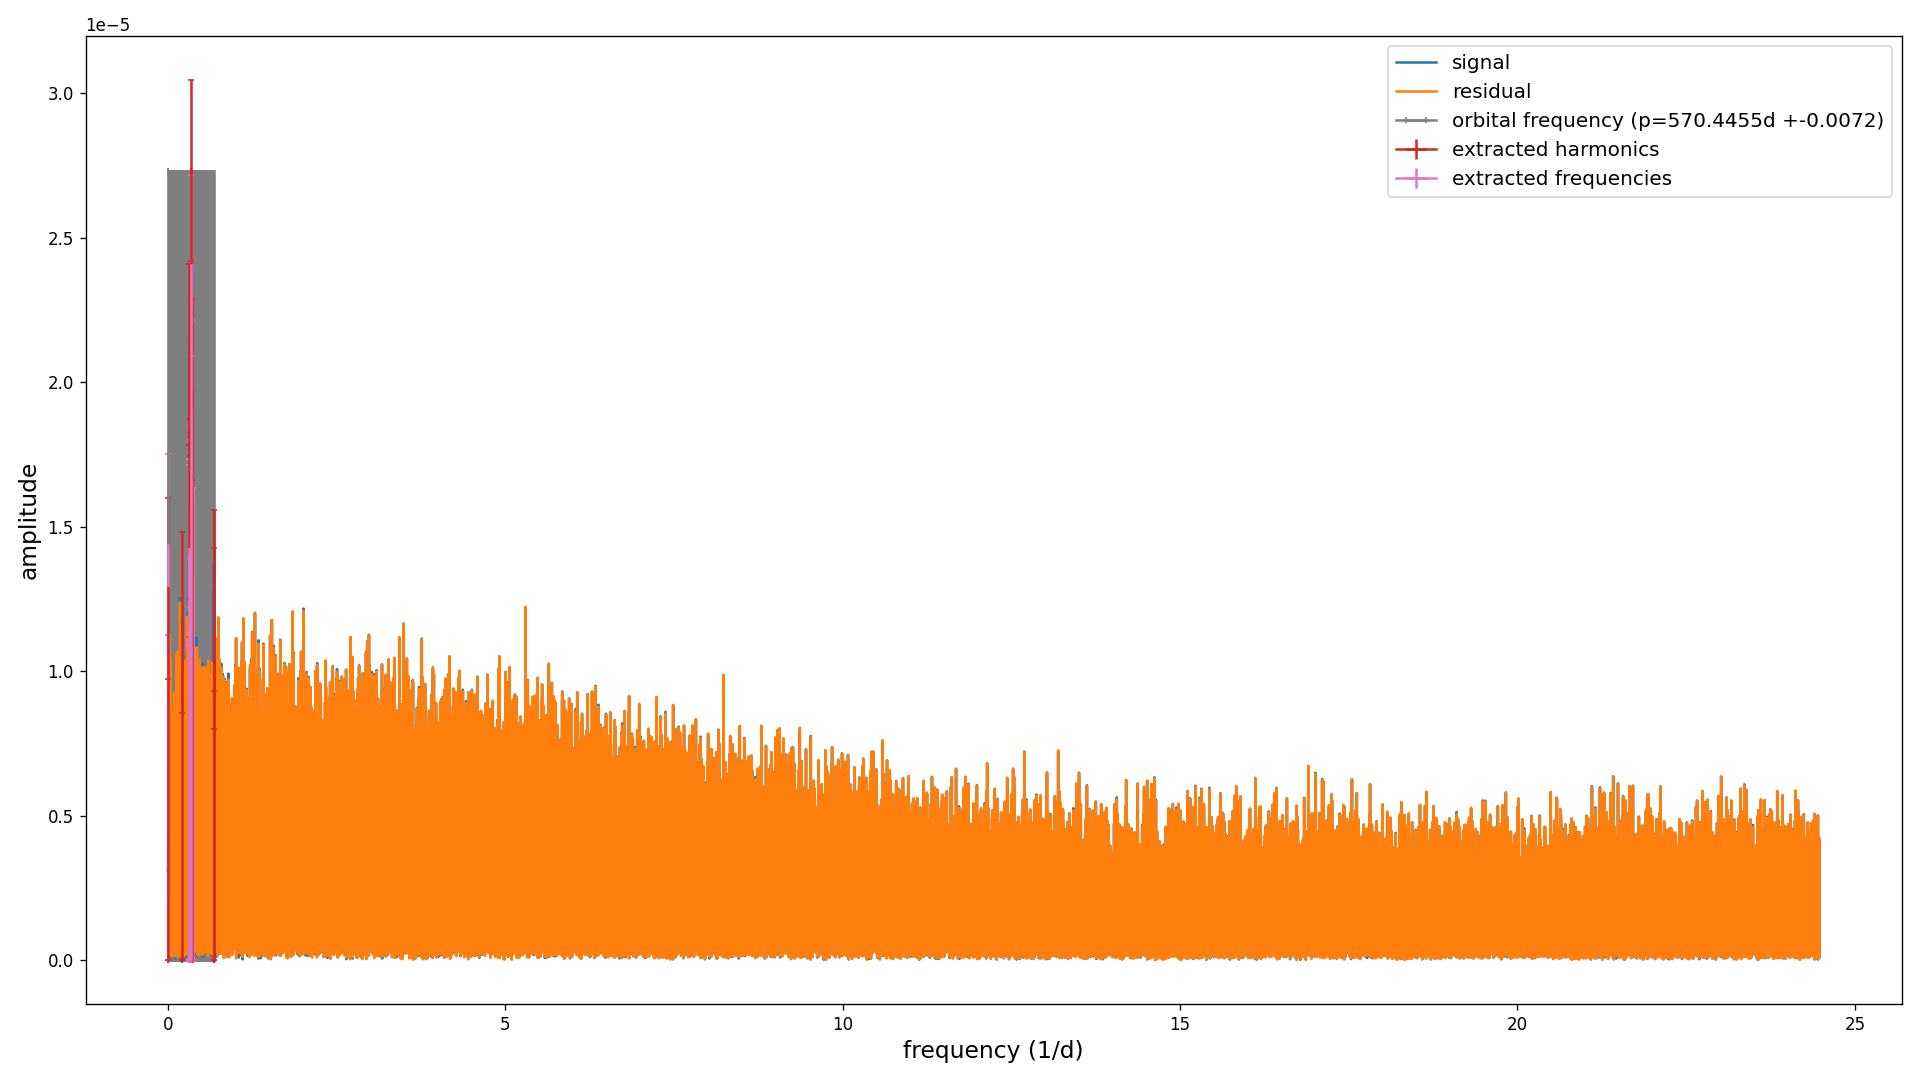 1e−5
3.0
2.5
2.0
1.5
1.0
0.5
0.0
amplitude
0
5
10
15
20
25
frequency (1/d)
signal
residual
orbital frequency (p=570.4455d +-0.0072)
extracted harmonics
extracted frequencies